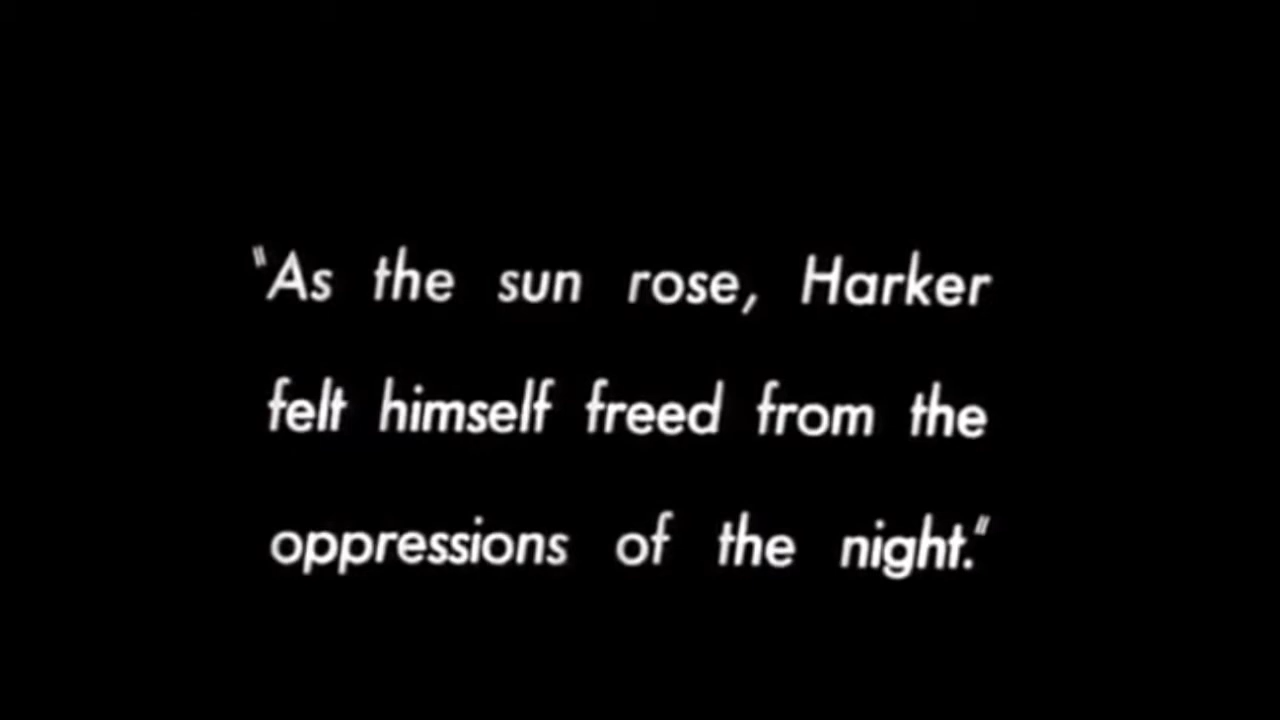 "As the sun rose, Harker
felt himself freed from the
oppressions of the night."